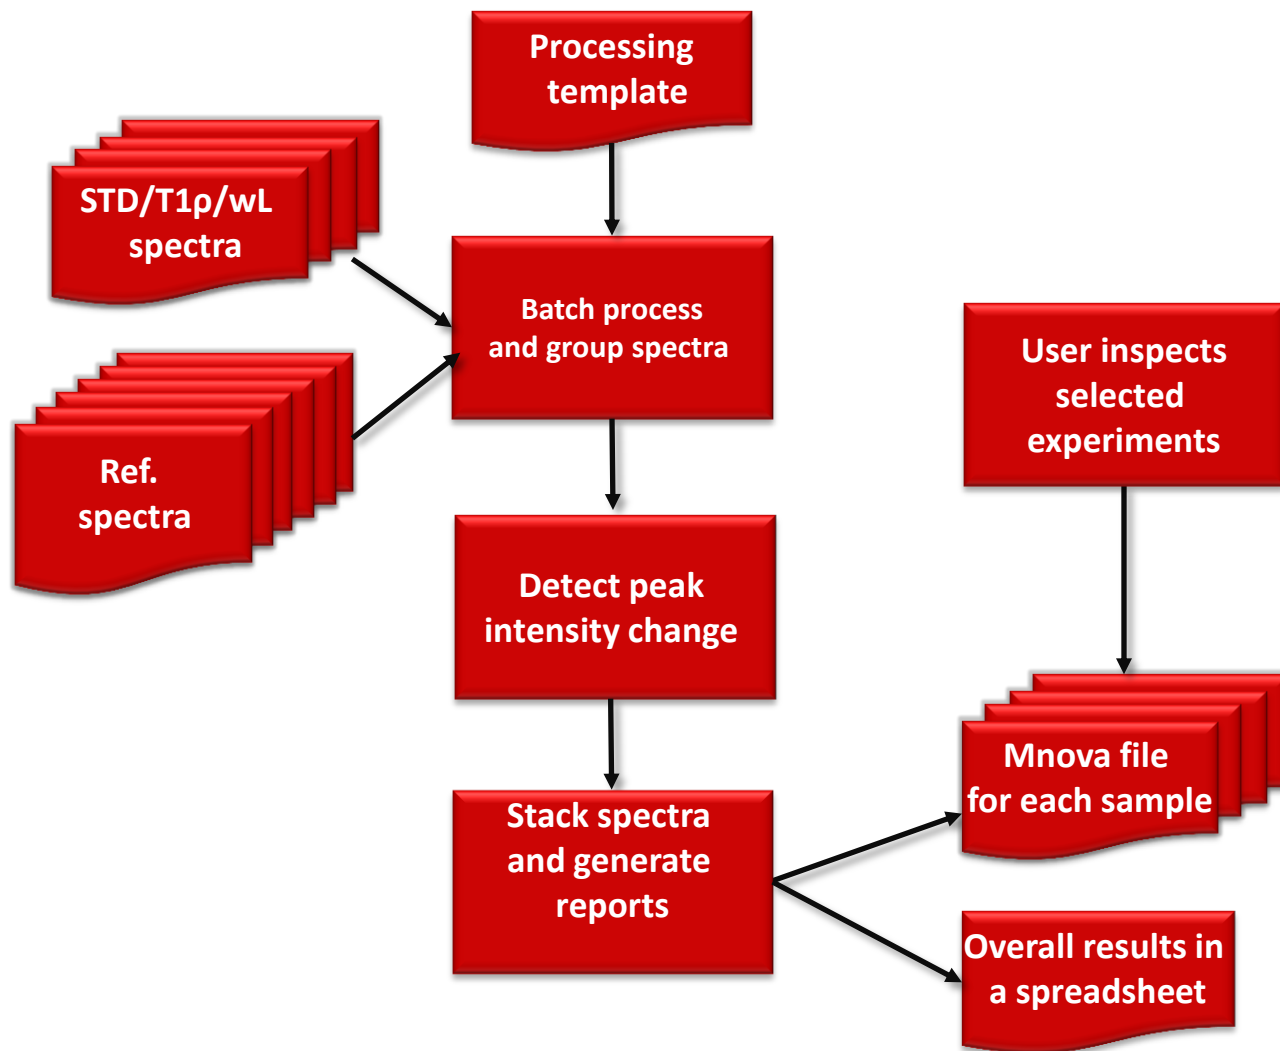 Processing
template
STD/T1ρ/wL
spectra
Batch process
and group spectra
Ref.
spectra
User inspects
selected
experiments
Detect peak
intensity change
Stack spectra
and generate
reports
Mnova file
for each sample
Overall results in
a spreadsheet